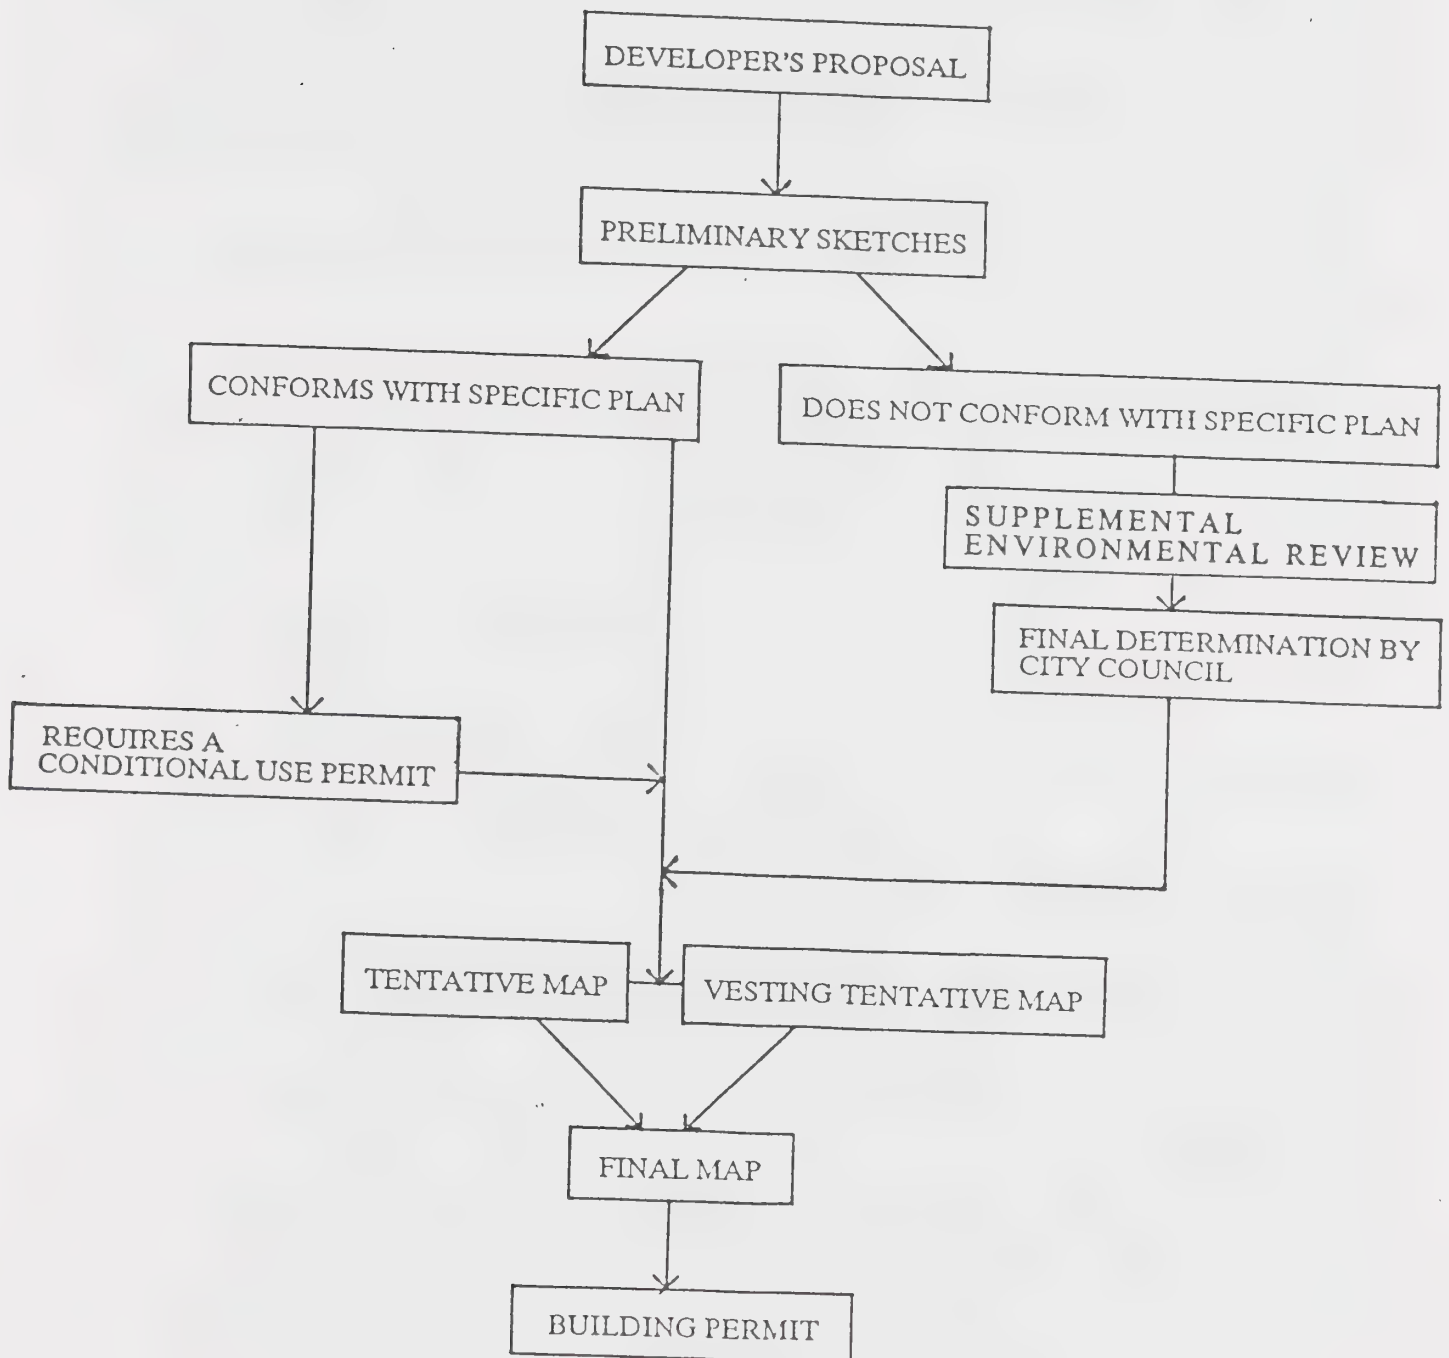 DEVELOPER'S PROPOSAL
PRELIMINARY SKETCHES
CONFORMS WITH SPECIFIC PLAN
DOES NOT CONFORM WITH SPECIFIC PLAN
SUPPLEMENTAL
ENVIRONMENTAL REVIEW
FINAL DETERMINATION BY
CITY COUNCIL
REQUIRES A
CONDITIONAL USE PERMIT
TENTATIVE MAP
VESTING TENTATIVE MAP
FINAL MAP
BUILDING PERMIT